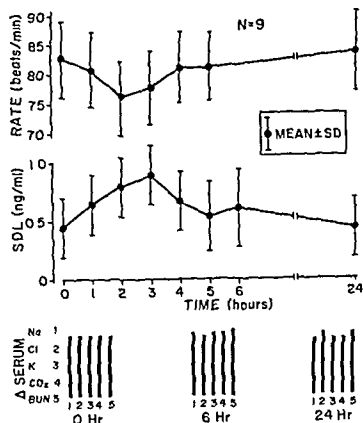 N=9
RATE (beats/min)
90
85
80
75
70
MEAN±SD
SDL (ng/ml)
1.0
0.5
0
0 1 2 3 4 5 6 24
TIME (hours)
Δ SERUM
Na 1
Cl 2
K 3
CO₂ 4
BUN 5
1 2 3 4 5 1 2 3 4 5 1 2 3 4 5
0 Hr 6 Hr 24 Hr